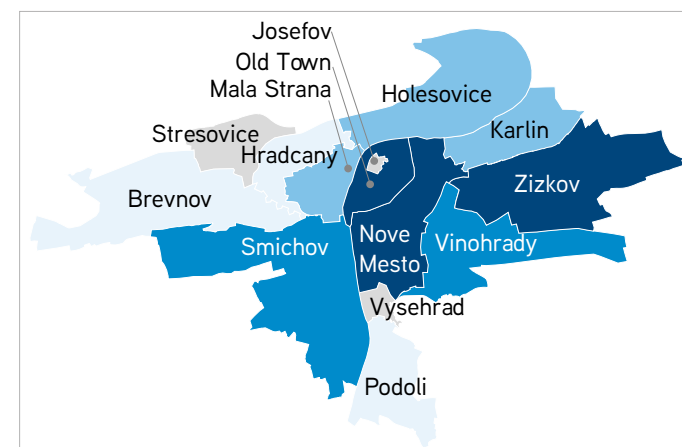 Josefov
Old Town
Mala Strana
Holesovice
Karlin
Stresovice
Hradcany
Zizkov
Brevnov
Smichov
Nove
Mesto
Vinohrady
Vysehrad
Podoli